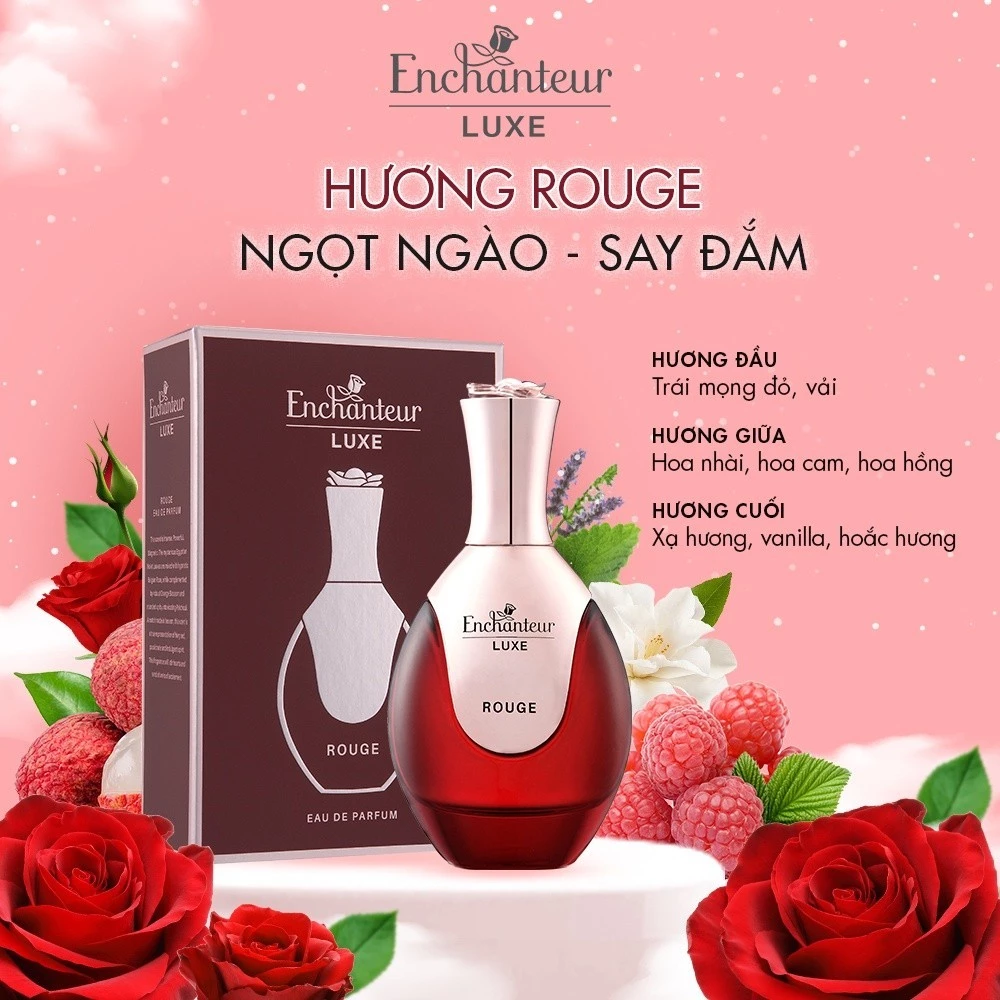 Enchanteur
LUXE
HƯƠNG ROUGE
NGỌT NGÀO - SAY ĐẮM
HƯƠNG ĐẦU
Trái mọng đỏ, vải
HƯƠNG GIỮA
Hoa nhài, hoa cam, hoa hồng
HƯƠNG CUỐI
Xạ hương, vanilla, hoắc hương
Enchanteur
LUXE
ROUGE
EAU DE PARFUM
Enchanteur
LUXE
ROUGE
EAU DE PARFUM
Enchanteur
LUXE
ROUGE